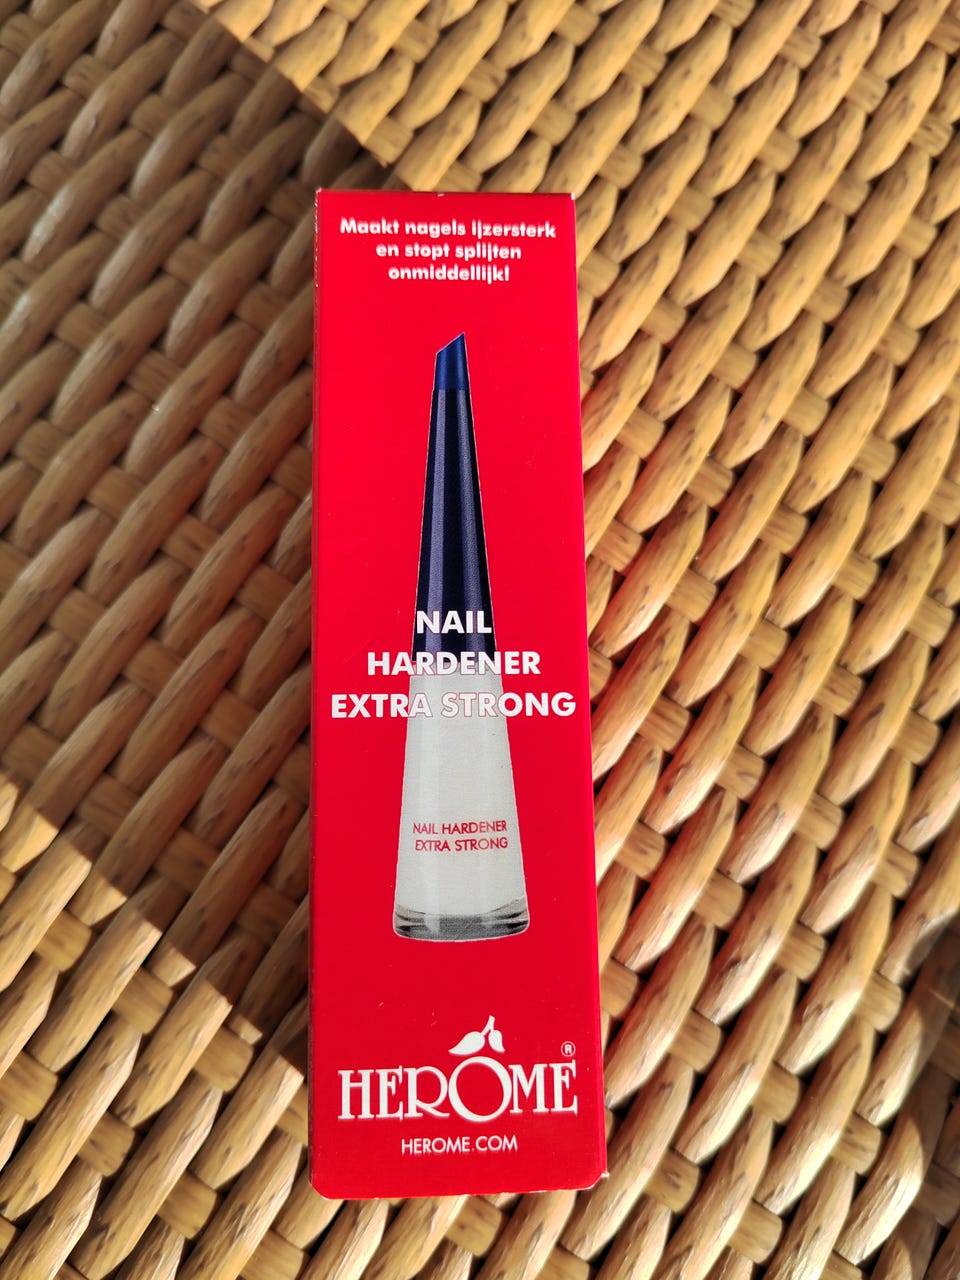 Maakt nagels ijzersterk
en stopt splijten
onmiddellijk!
NAIL
HARDENER
EXTRA STRONG
NAIL HARDENER
EXTRA STRONG
HERÔME®
HEROME.COM